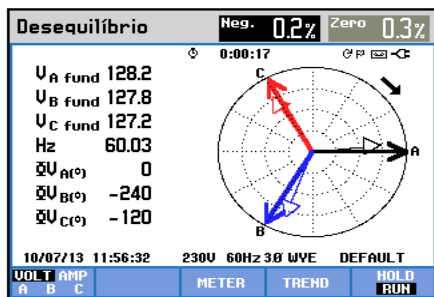 Desequilíbrio Neg. 0.2% Zero 0.3%
0:00:17
V A fund 128.2
V B fund 127.8
V C fund 127.2
Hz 60.03
ΦV A(°) 0
ΦV B(°) -240
ΦV C(°) -120
C
A
B
10/07/13 11:56:32 230V 60Hz 3Ø WYE DEFAULT
VOLT AMP
A B C
METER
TREND
HOLD
RUN